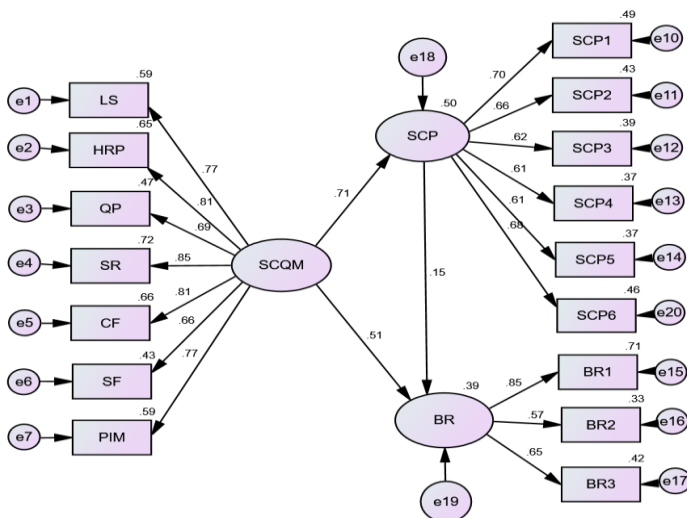 .49
SCP1
e10
e18
.70
.43
SCP2
e11
.59
e1
LS
.50
.66
SCP
.39
SCP3
e12
.65
e2
HRP
.62
.77
.61
.37
SCP4
e13
.47
e3
QP
.81
.71
.61
.69
.68
.37
SCP5
e14
.72
e4
SR
.85
SCQM
.46
SCP6
e20
.66
e5
CF
.81
.66
.15
.43
e6
SF
.77
.51
.71
BR1
e15
.39
.85
.59
e7
PIM
BR
.57
.33
BR2
e16
.65
.42
BR3
e17
e19